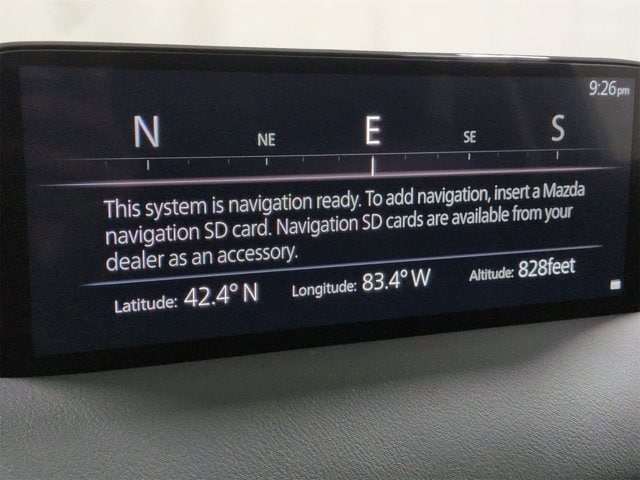 9:26pm
N NE E SE S
This system is navigation ready. To add navigation, insert a Mazda
navigation SD card. Navigation SD cards are available from your
dealer as an accessory.
Latitude: 42.4° N Longitude: 83.4° W Altitude: 828feet